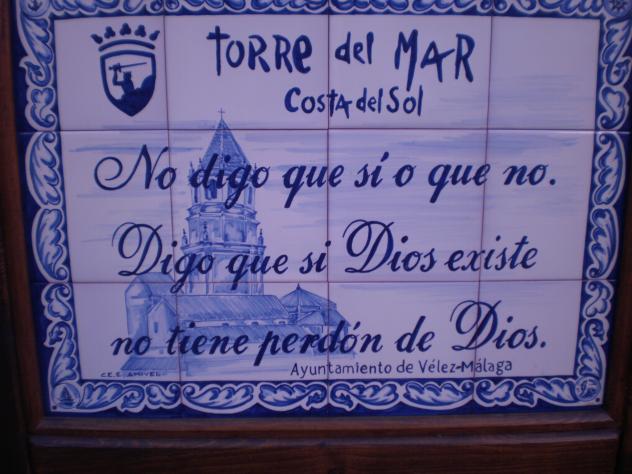 TORRE del MAR
Costa del Sol
No digo que sí o que no.
Digo que si Dios existe
no tiene perdón de Dios.
Ayuntamiento de Vélez-Málaga